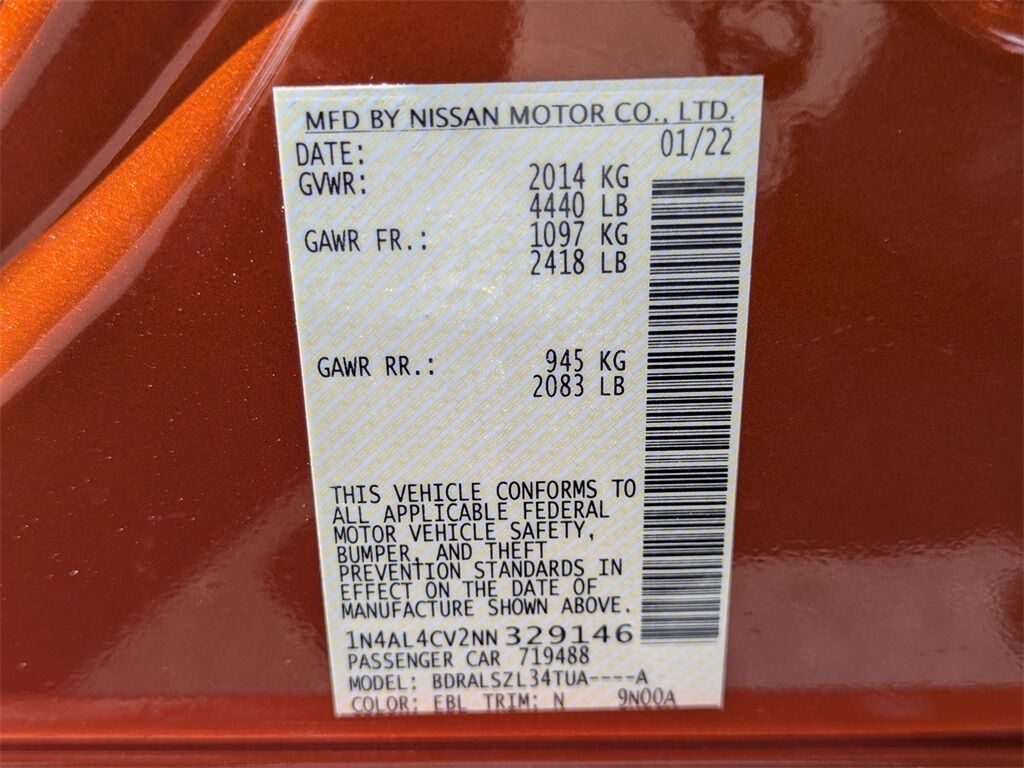 MFD BY NISSAN MOTOR CO., LTD.
DATE: 01/22
GVWR: 2014 KG
4440 LB
GAWR FR.: 1097 KG
2418 LB
GAWR RR.: 945 KG
2083 LB
THIS VEHICLE CONFORMS TO
ALL APPLICABLE FEDERAL
MOTOR VEHICLE SAFETY,
BUMPER, AND THEFT
PREVENTION STANDARDS IN
EFFECT ON THE DATE OF
MANUFACTURE SHOWN ABOVE.
1N4AL4CV2NN 329146
PASSENGER CAR 719488
MODEL: BDRALSZL34TUA----A
COLOR: EBL TRIM: N 9N00A